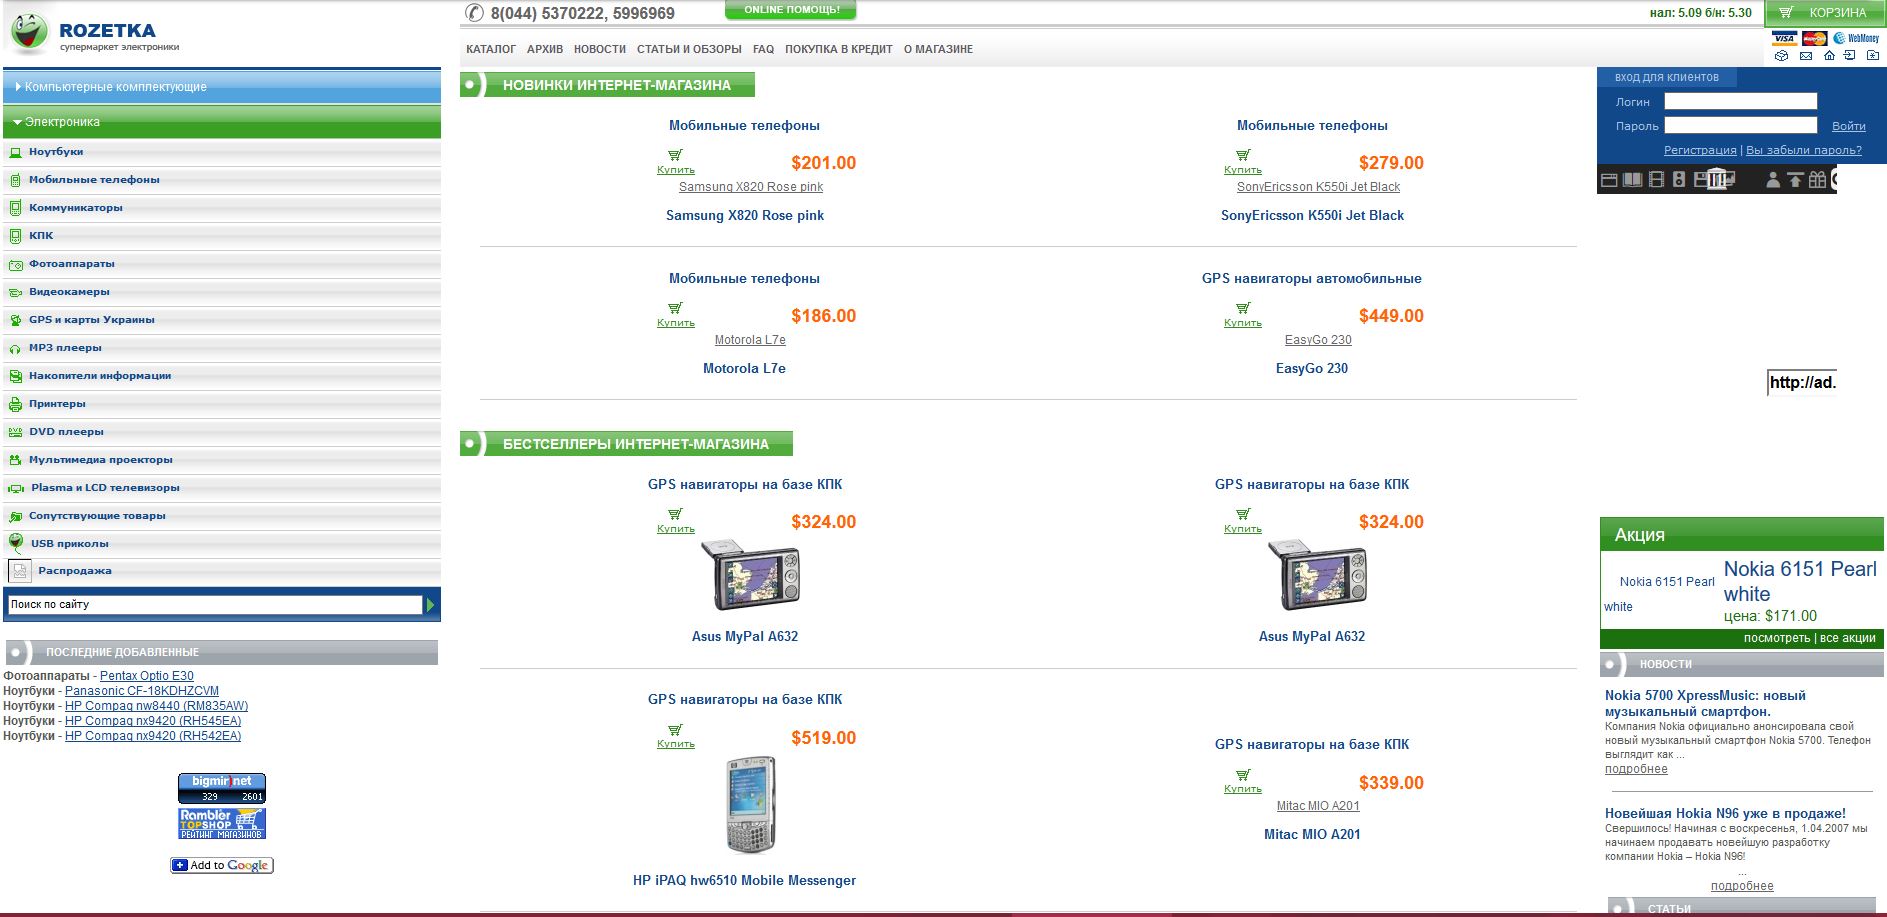 ROZETKA
супермаркет электроники
8(044) 5370222, 5996969
ONLINE ПОМОЩЬ!
нал: 5.09 б/н: 5.30
КОРЗИНА
VISA
MasterCard
WebMoney
КАТАЛОГ АРХИВ НОВОСТИ СТАТЬИ И ОБЗОРЫ FAQ ПОКУПКА В КРЕДИТ О МАГАЗИНЕ
Компьютерные комплектующие
Электроника
Ноутбуки
Мобильные телефоны
Коммуникаторы
КПК
Фотоаппараты
Видеокамеры
GPS и карты Украины
MP3 плееры
Накопители информации
Принтеры
DVD плееры
Мультимедиа проекторы
Plasma и LCD телевизоры
Сопутствующие товары
USB приколы
Распродажа
Поиск по сайту
ПОСЛЕДНИЕ ДОБАВЛЕННЫЕ
Фотоаппараты - Pentax Optio E30
Ноутбуки - Panasonic CF-18KDHZCVM
Ноутбуки - HP Compaq nw8440 (RM835AW)
Ноутбуки - HP Compaq nx9420 (RH545EA)
Ноутбуки - HP Compaq nx9420 (RH542EA)
bigmir)net
329 2601
Rambler
TOPSHOP
РЕЙТИНГ МАГАЗИНОВ
Add to Google
НОВИНКИ ИНТЕРНЕТ-МАГАЗИНА
Мобильные телефоны
Купить
$201.00
Samsung X820 Rose pink
Samsung X820 Rose pink
Мобильные телефоны
Купить
$279.00
SonyEricsson K550i Jet Black
SonyEricsson K550i Jet Black
Мобильные телефоны
Купить
$186.00
Motorola L7e
Motorola L7e
GPS навигаторы автомобильные
Купить
$449.00
EasyGo 230
EasyGo 230
БЕСТСЕЛЛЕРЫ ИНТЕРНЕТ-МАГАЗИНА
GPS навигаторы на базе КПК
Купить
$324.00
Asus MyPal A632
GPS навигаторы на базе КПК
Купить
$324.00
Asus MyPal A632
GPS навигаторы на базе КПК
Купить
$519.00
HP iPAQ hw6510 Mobile Messenger
GPS навигаторы на базе КПК
Купить
$339.00
Mitac MIO A201
Mitac MIO A201
вход для клиентов
Логин
Пароль
Войти
Регистрация | Вы забыли пароль?
http://ad.
Акция
Nokia 6151 Pearl
white
Nokia 6151 Pearl
white
цена: $171.00
посмотреть | все акции
НОВОСТИ
Nokia 5700 XpressMusic: новый
музыкальный смартфон.
Компания Nokia официально анонсировала свой
новый музыкальный смартфон Nokia 5700. Телефон
выглядит как ...
подробнее
Новейшая Hokia N96 уже в продаже!
Свершилось! Начиная с воскресенья, 1.04.2007 мы
начинаем продавать новейшую разработку
компании Hokia – Hokia N96!
...
подробнее
СТАТЬИ